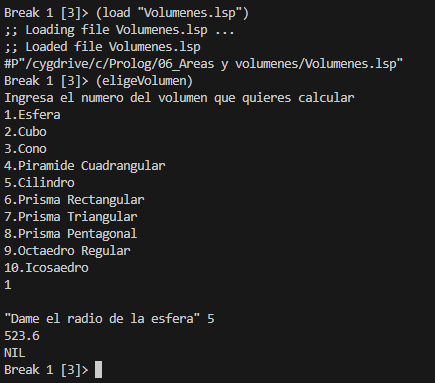 Break 1 [3]> (load "Volumenes.lsp")
;; Loading file Volumenes.lsp ...
;; Loaded file Volumenes.lsp
#P"/cygdrive/c/Prolog/06_Areas y volumenes/Volumenes.lsp"
Break 1 [3]> (eligeVolumen)
Ingresa el numero del volumen que quieres calcular
1.Esfera
2.Cubo
3.Cono
4.Piramide Cuadrangular
5.Cilindro
6.Prisma Rectangular
7.Prisma Triangular
8.Prisma Pentagonal
9.Octaedro Regular
10.Icosaedro
1
"Dame el radio de la esfera" 5
523.6
NIL
Break 1 [3]>